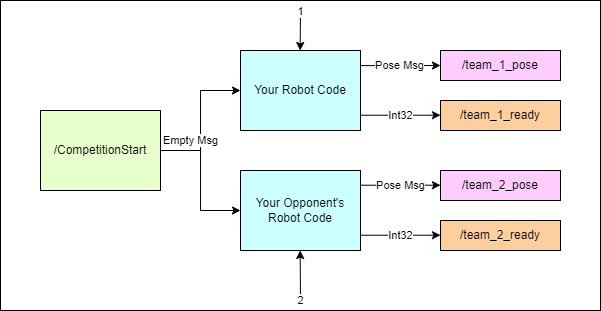 1
Your Robot Code
Pose Msg
/team_1_pose
Int32
/team_1_ready
/CompetitionStart
Empty Msg
Your Opponent's
Robot Code
Pose Msg
/team_2_pose
Int32
/team_2_ready
2